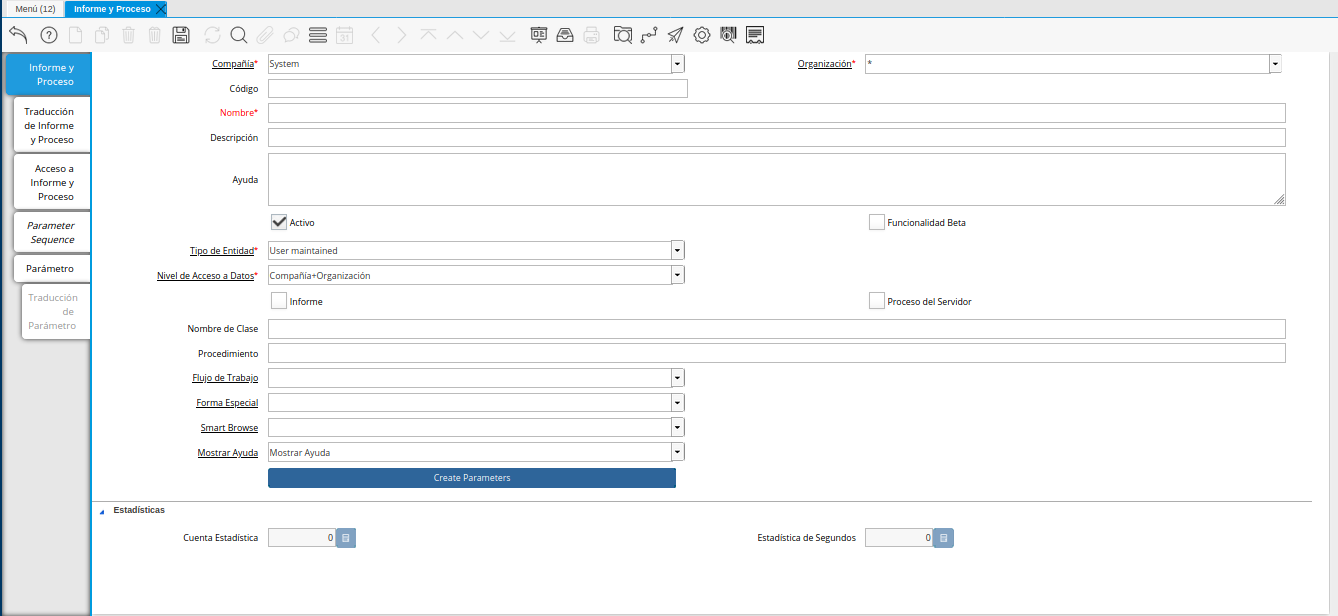 Menú (12) Informe y Proceso
31
Informe y
Proceso
Traducción
de Informe
y Proceso
Acceso a
Informe y
Proceso
Parameter
Sequence
Parámetro
Traducción
de
Parámetro
Compañía* System Organización* *
Código
Nombre*
Descripción
Ayuda
Activo Funcionalidad Beta
Tipo de Entidad* User maintained
Nivel de Acceso a Datos* Compañía+Organización
Informe Proceso del Servidor
Nombre de Clase
Procedimiento
Flujo de Trabajo
Forma Especial
Smart Browse
Mostrar Ayuda Mostrar Ayuda
Create Parameters
Estadísticas
Cuenta Estadística 0 Estadística de Segundos 0